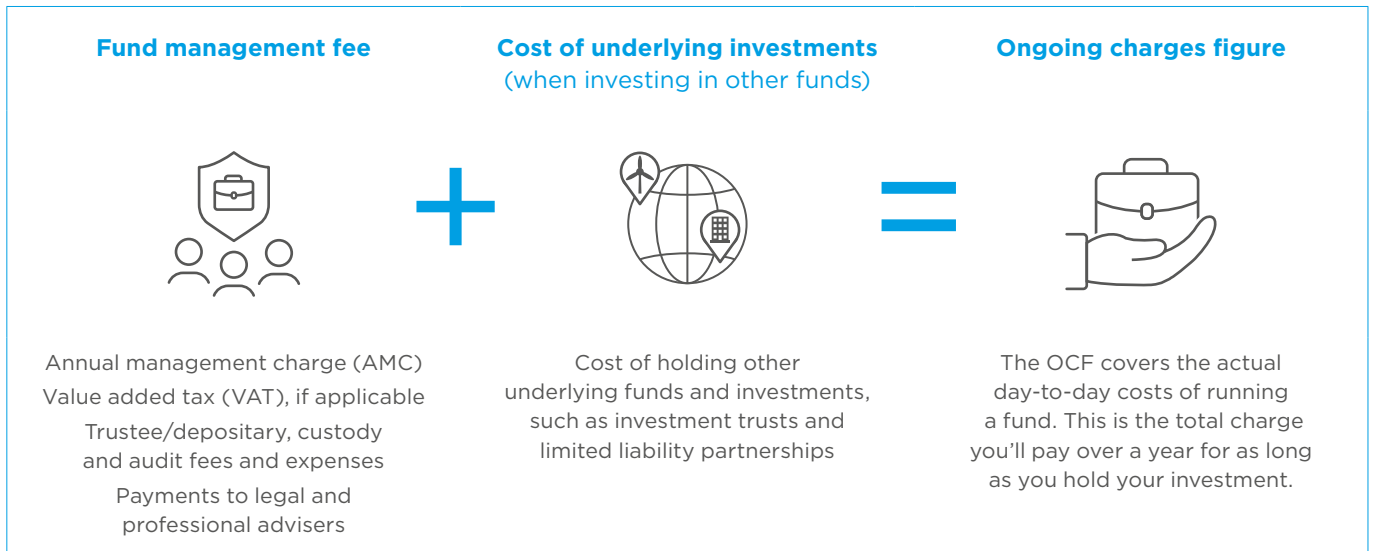 Fund management fee
Annual management charge (AMC)
Value added tax (VAT), if applicable
Trustee/depositary, custody
and audit fees and expenses
Payments to legal and
professional advisers
+
Cost of underlying investments
(when investing in other funds)
Cost of holding other
underlying funds and investments,
such as investment trusts and
limited liability partnerships
=
Ongoing charges figure
The OCF covers the actual
day-to-day costs of running
a fund. This is the total charge
you'll pay over a year for as long
as you hold your investment.